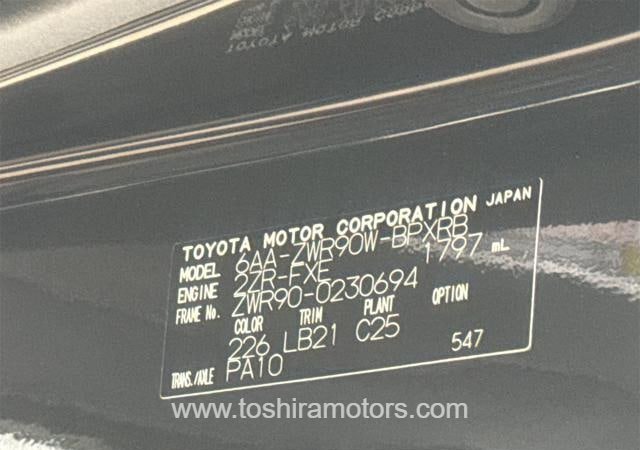 TOYOTA MOTOR CORPORATION JAPAN
MODEL 6AA-ZWR90W-BPXRB
ENGINE 2ZR-FXE 1797 mL
FRAME No. ZWR90-0230694
COLOR TRIM PLANT OPTION
226 LB21 C25 547
TRANS./AXLE PA10
www.toshiramotors.com